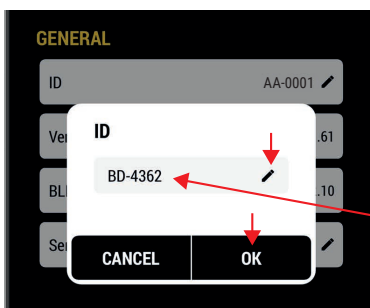 GENERAL
ID AA-0001
Ver .61
ID
BD-4362
BL .10
Se
CANCEL OK